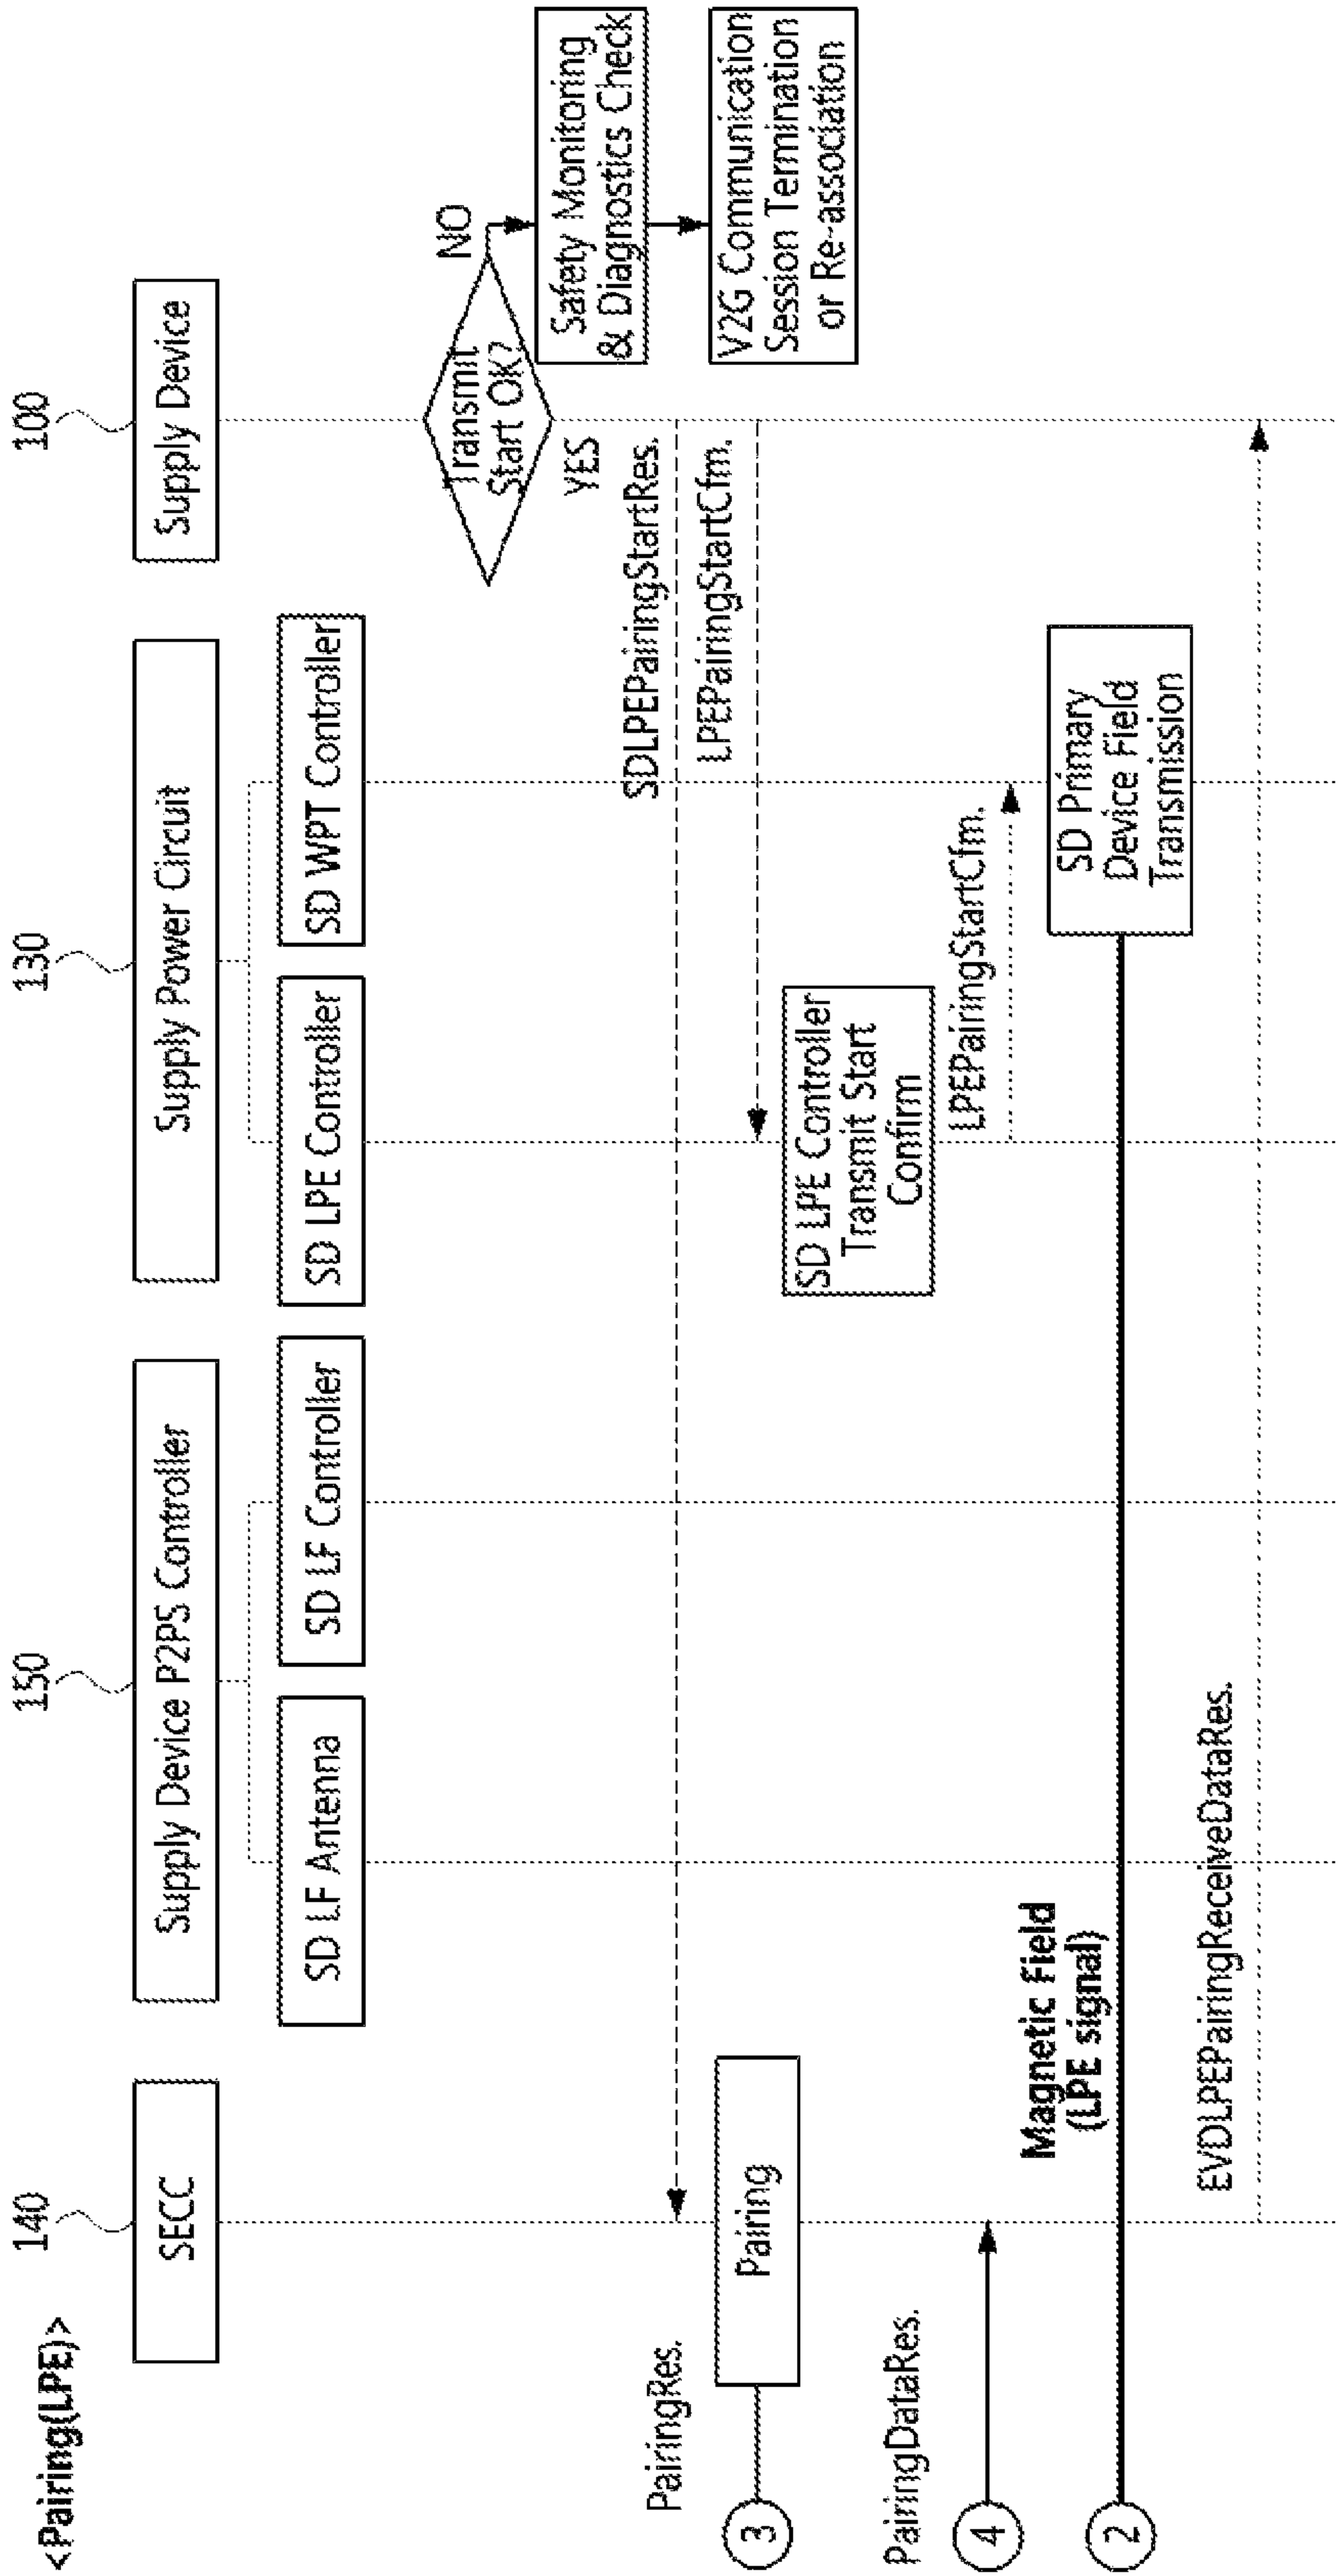 <Pairing(LPE)>
140
150
130
100
SECC
Supply Device P2PS Controller
Supply Power Circuit
Supply Device
SD LF Antenna
SD LF Controller
SD LPE Controller
SD WPT Controller
Transmit
Start OK?
NO
YES
Safety Monitoring
& Diagnostics Check
V2G Communication
Session Termination
or Re-association
SDLPEPairingStartRes.
PairingRes.
3
Pairing
LPEPairingStartCfm.
SD LPE Controller
Transmit Start
Confirm
PairingDataRes.
4
LPEPairingStartCfm.
Magnetic Field
(LPE signal)
2
SD Primary
Device Field
Transmission
EVDLPEPairingReceiveDataRes.